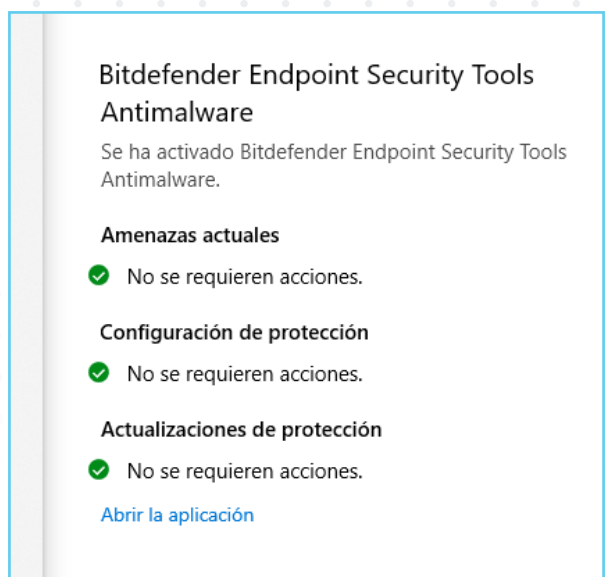 Bitdefender Endpoint Security Tools
Antimalware
Se ha activado Bitdefender Endpoint Security Tools
Antimalware.
Amenazas actuales
No se requieren acciones.
Configuración de protección
No se requieren acciones.
Actualizaciones de protección
No se requieren acciones.
Abrir la aplicación